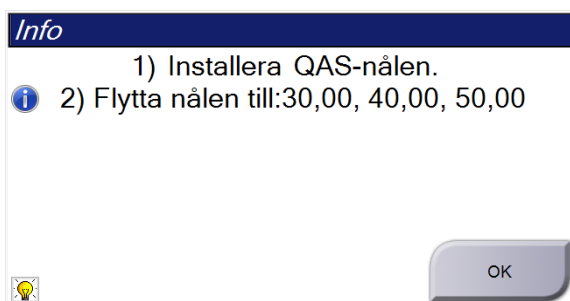 Info
1) Installera QAS-nålen.
2) Flytta nålen till:30,00, 40,00, 50,00
OK